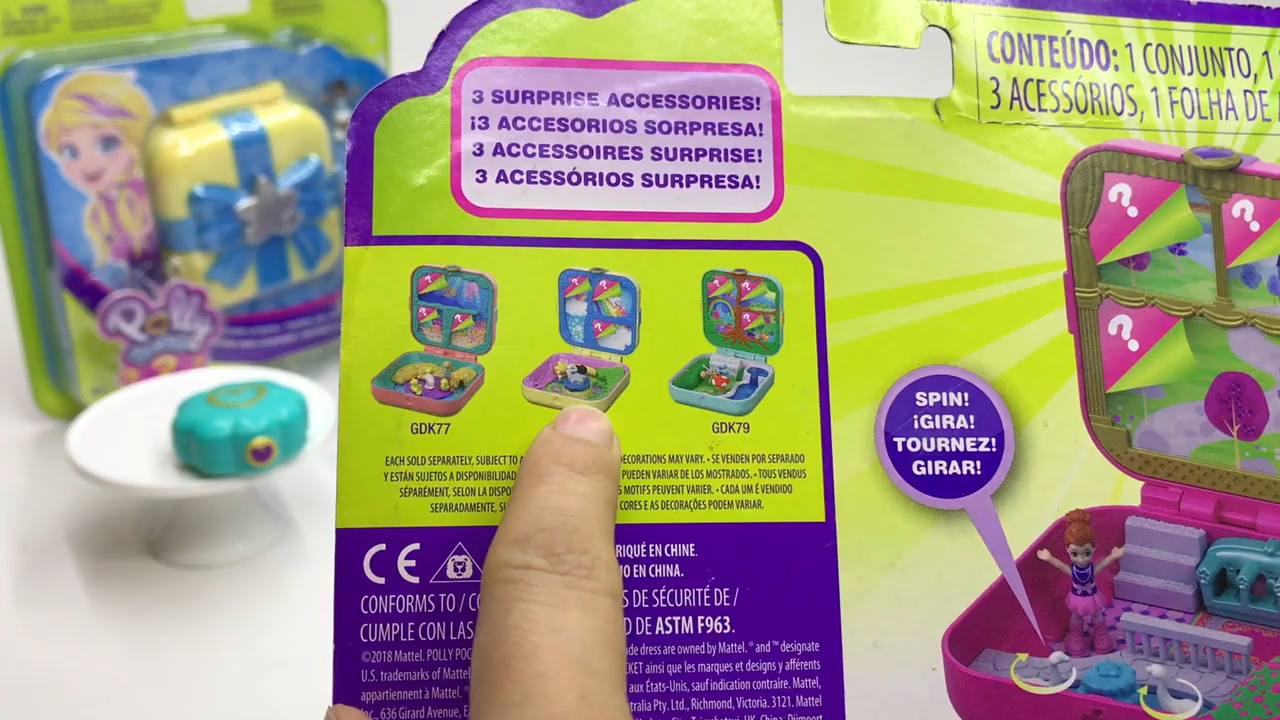 3 SURPRISE ACCESSORIES!
¡3 ACCESORIOS SORPRESA!
3 ACCESSOIRES SURPRISE!
3 ACESSÓRIOS SURPRESA!
CONTEÚDO: 1 CONJUNTO, 1
3 ACESSÓRIOS, 1 FOLHA DE
?
?
?
Polly
SPIN!
¡GIRA!
TOURNEZ!
GIRAR!
GDK77
GDK79
EACH SOLD SEPARATELY, SUBJECT TO DECORATIONS MAY VARY. • SE VENDEN POR SEPARADO
Y ESTÁN SUJETOS A DISPONIBILIDAD PUEDEN VARIAR DE LOS MOSTRADOS. • TOUS VENDUS
SÉPARÉMENT, SELON LA MOTIFS PEUVENT VARIER. • CADA UM É VENDIDO
SEPARADAMENTE, CORES E AS DECORAÇÕES PODEM VARIAR.
CE
RIQUÉ EN CHINE.
EN CHINA.
CONFORMS TO / S DE SÉCURITÉ DE /
CUMPLE CON LAS D DE ASTM F963.
©2018 Mattel. POLLY de dress are owned by Mattel. ® and ™ designate
U.S. trademarks of Mattel KET ainsi que les marques et designs y afférents
appartiennent à Mattel. ® aux États-Unis, sauf indication contraire. Mattel,
Inc., 636 Girard Avenue, E tralia Pty. Ltd., Richmond, Victoria. 3121. Mattel